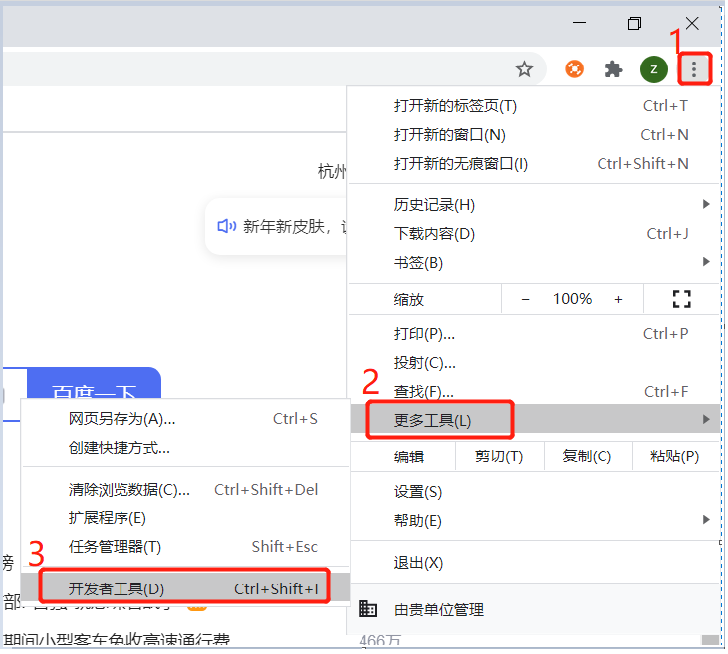 1
z
打开新的标签页(T) Ctrl+T
打开新的窗口(N) Ctrl+N
打开新的无痕窗口(I) Ctrl+Shift+N
杭州
历史记录(H)
新年新皮肤，
下载内容(D) Ctrl+J
书签(B)
缩放 − 100% +
打印(P)... Ctrl+P
投射(C)...
2
查找(F)... Ctrl+F
百度一下
更多工具(L)
网页另存为(A)... Ctrl+S
创建快捷方式...
编辑 剪切(T) 复制(C) 粘贴(P)
清除浏览数据(C)... Ctrl+Shift+Del
设置(S)
扩展程序(E)
帮助(E)
任务管理器(T) Shift+Esc
3
退出(X)
开发者工具(D) Ctrl+Shift+I
由贵单位管理
期间小型客车免收高速通行费
466万